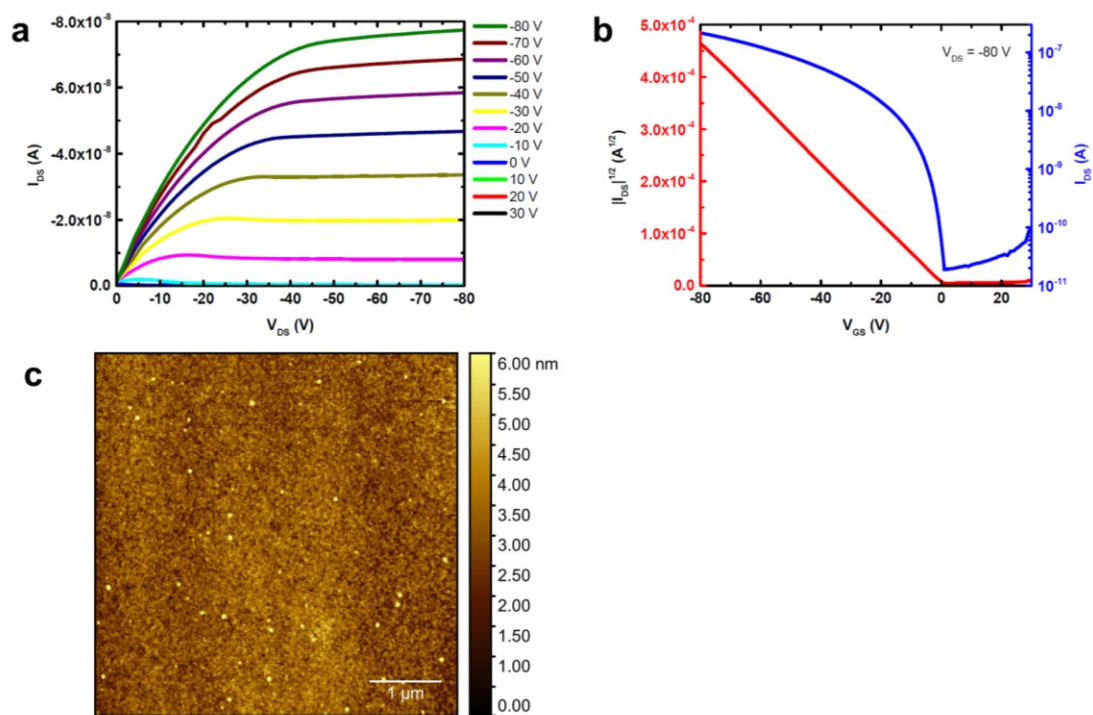 a
-8.0x10⁻⁸
-6.0x10⁻⁸
-4.0x10⁻⁸
-2.0x10⁻⁸
0.0
I_DS (A)
0 -10 -20 -30 -40 -50 -60 -70 -80
V_DS (V)
-80 V
-70 V
-60 V
-50 V
-40 V
-30 V
-20 V
-10 V
0 V
10 V
20 V
30 V
b
5.0x10⁻⁴
4.0x10⁻⁴
3.0x10⁻⁴
2.0x10⁻⁴
1.0x10⁻⁴
0.0
|I_DS|^1/2 (A^1/2)
V_DS = -80 V
-80 -60 -40 -20 0 20
V_GS (V)
10⁻⁷
10⁻⁸
10⁻⁹
10⁻¹⁰
10⁻¹¹
I_DS (A)
c
6.00 nm
5.50
5.00
4.50
4.00
3.50
3.00
2.50
2.00
1.50
1.00
0.00
1 µm